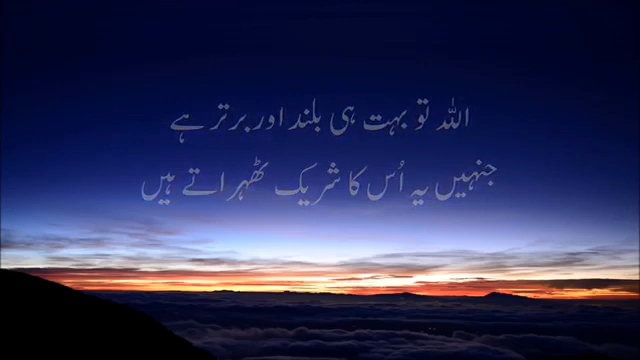 اللہ تو بہت ہی بلند اور برتر ہے
جنہیں یہ اُس کا شریک ٹھہراتے ہیں